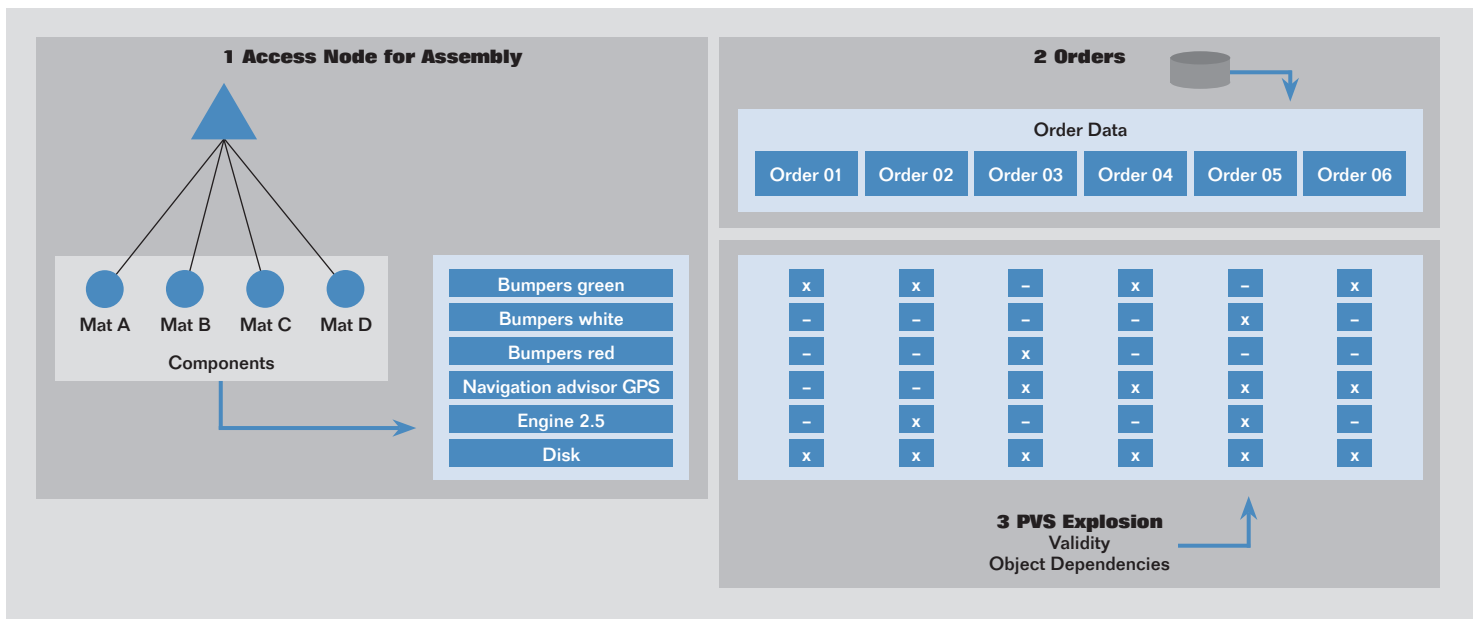 1 Access Node for Assembly
Mat A Mat B Mat C Mat D
Components
Bumpers green
Bumpers white
Bumpers red
Navigation advisor GPS
Engine 2.5
Disk
2 Orders
Order Data
Order 01 Order 02 Order 03 Order 04 Order 05 Order 06
x x – x – x
– – – – x –
– – x – – –
– – x x x x
– x – – x –
x x x x x x
3 PVS Explosion
Validity
Object Dependencies